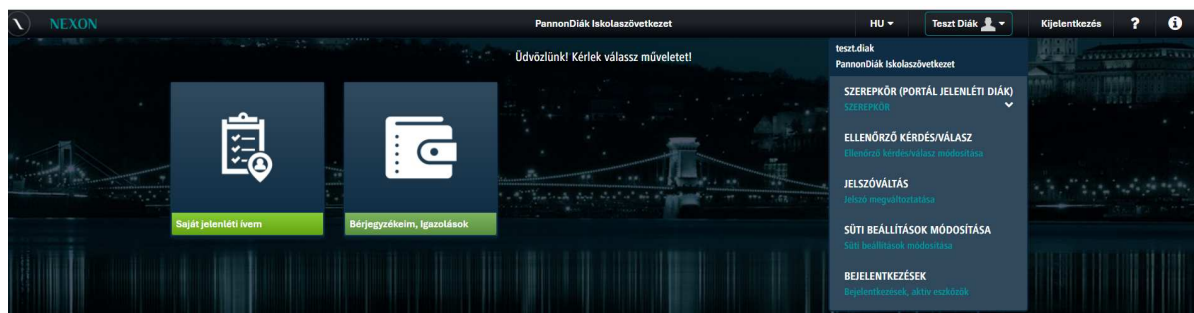 NEXON
PannonDiák Iskolaszövetkezet
HU
Teszt Diák
Kijelentkezés
?
i
Üdvözlünk! Kérlek válassz műveletet!
Saját jelenléti ívem
Bérjegyzékeim, Igazolások
teszt.diak
PannonDiák Iskolaszövetkezet
SZEREPKÖR (PORTÁL JELENLÉTI DIÁK)
SZEREPKÖR
ELLENŐRZŐ KÉRDÉS/VÁLASZ
Ellenőrző kérdés/válasz módosítása
JELSZÓVÁLTÁS
Jelszó megváltoztatása
SÜTI BEÁLLÍTÁSOK MÓDOSÍTÁSA
Süti beállítások módosítása
BEJELENTKEZÉSEK
Bejelentkezések, aktív eszközök